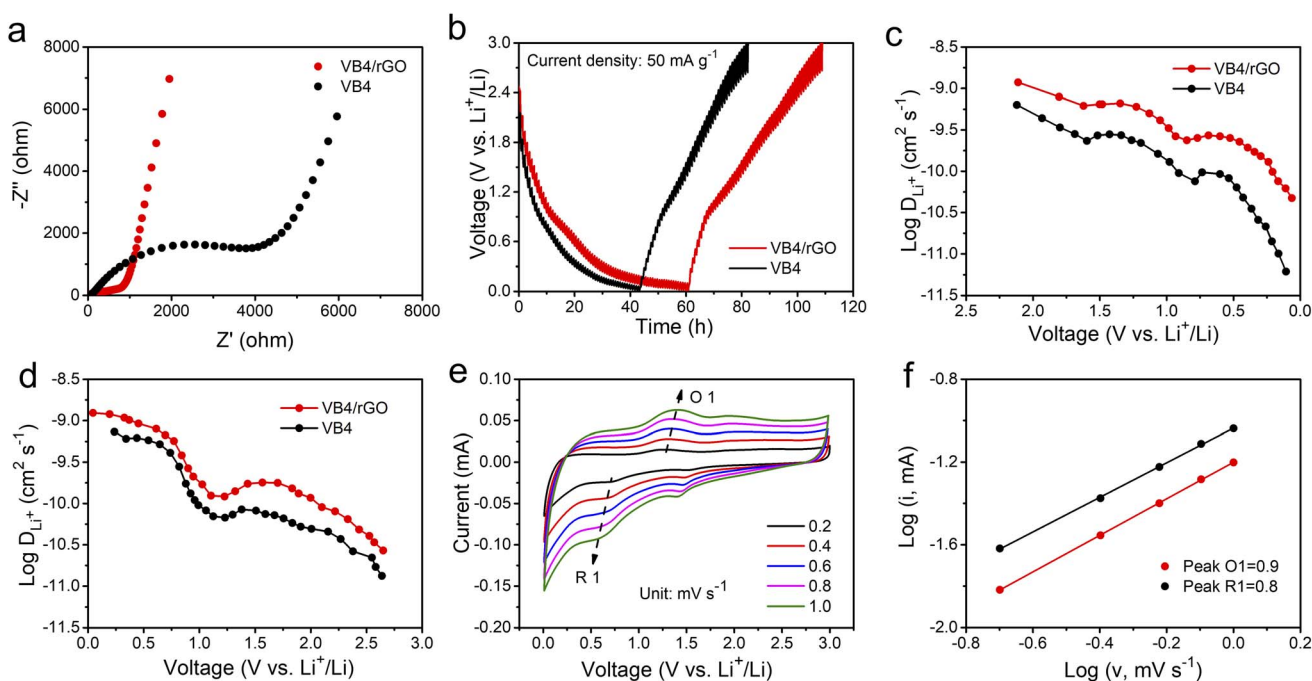 a
8000
6000
4000
2000
0
-Z" (ohm)
VB4/rGO
VB4
0 2000 4000 6000 8000
Z' (ohm)
b
3.0
2.4
1.8
1.2
0.6
0.0
Voltage (V vs. Li⁺/Li)
Current density: 50 mA g⁻¹
VB4/rGO
VB4
0 20 40 60 80 100 120
Time (h)
c
-8.5
-9.0
-9.5
-10.0
-10.5
-11.0
-11.5
Log D_Li⁺ (cm² s⁻¹)
VB4/rGO
VB4
2.5 2.0 1.5 1.0 0.5 0.0
Voltage (V vs. Li⁺/Li)
d
-8.5
-9.0
-9.5
-10.0
-10.5
-11.0
-11.5
Log D_Li⁺ (cm² s⁻¹)
VB4/rGO
VB4
0.0 0.5 1.0 1.5 2.0 2.5 3.0
Voltage (V vs. Li⁺/Li)
e
0.10
0.05
0.00
-0.05
-0.10
-0.15
-0.20
Current (mA)
O 1
R 1
Unit: mV s⁻¹
0.2
0.4
0.6
0.8
1.0
0.0 0.5 1.0 1.5 2.0 2.5 3.0
Voltage (V vs. Li⁺/Li)
f
-0.8
-1.2
-1.6
-2.0
Log (i, mA)
Peak O1=0.9
Peak R1=0.8
-0.8 -0.6 -0.4 -0.2 0.0 0.2
Log (v, mV s⁻¹)